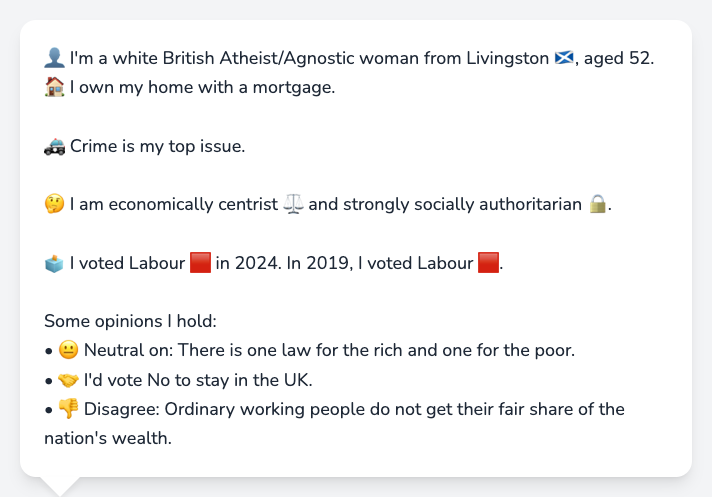 👤 I'm a white British Atheist/Agnostic woman from Livingston 🏴󠁧󠁢󠁳󠁣󠁴󠁿, aged 52.
🏠 I own my home with a mortgage.
🚓 Crime is my top issue.
🤔 I am economically centrist ⚖️ and strongly socially authoritarian 🔒.
🗳️ I voted Labour 🟥 in 2024. In 2019, I voted Labour 🟥.
Some opinions I hold:
• 😐 Neutral on: There is one law for the rich and one for the poor.
• 🤝 I'd vote No to stay in the UK.
• 👎 Disagree: Ordinary working people do not get their fair share of the
nation's wealth.